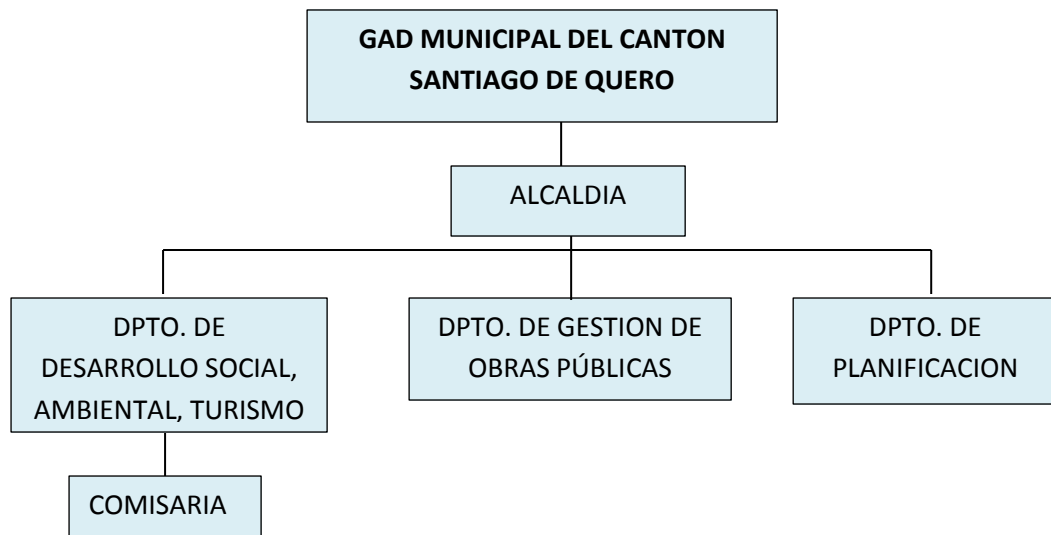 GAD MUNICIPAL DEL CANTON
SANTIAGO DE QUERO
ALCALDIA
DPTO. DE
DESARROLLO SOCIAL,
AMBIENTAL, TURISMO
DPTO. DE GESTION DE
OBRAS PÚBLICAS
DPTO. DE
PLANIFICACION
COMISARIA